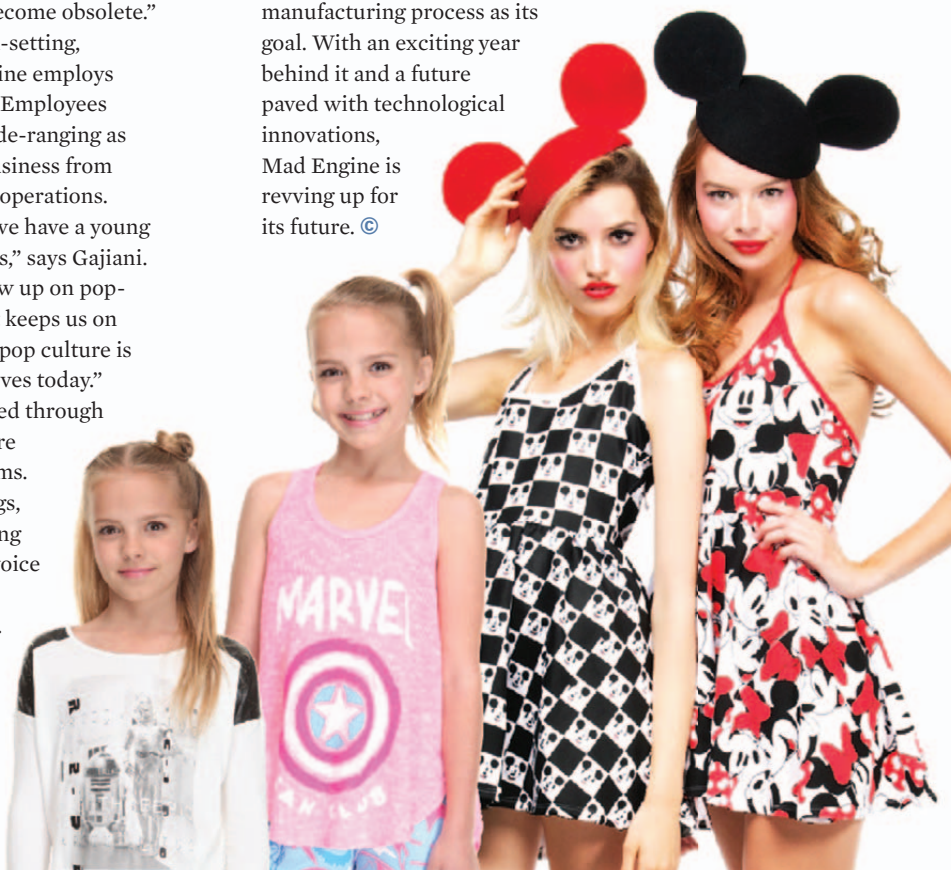 ecome obsolete.”
-setting,
ine employs
Employees
de-ranging as
siness from
operations.
ve have a young
s,” says Gajiani.
w up on pop-
keeps us on
pop culture is
ves today.”
ed through
re
ms.
gs,
ng
oice
.
manufacturing process as its
goal. With an exciting year
behind it and a future
paved with technological
innovations,
Mad Engine is
revving up for
its future. ©
MARVEL
AN CLUB